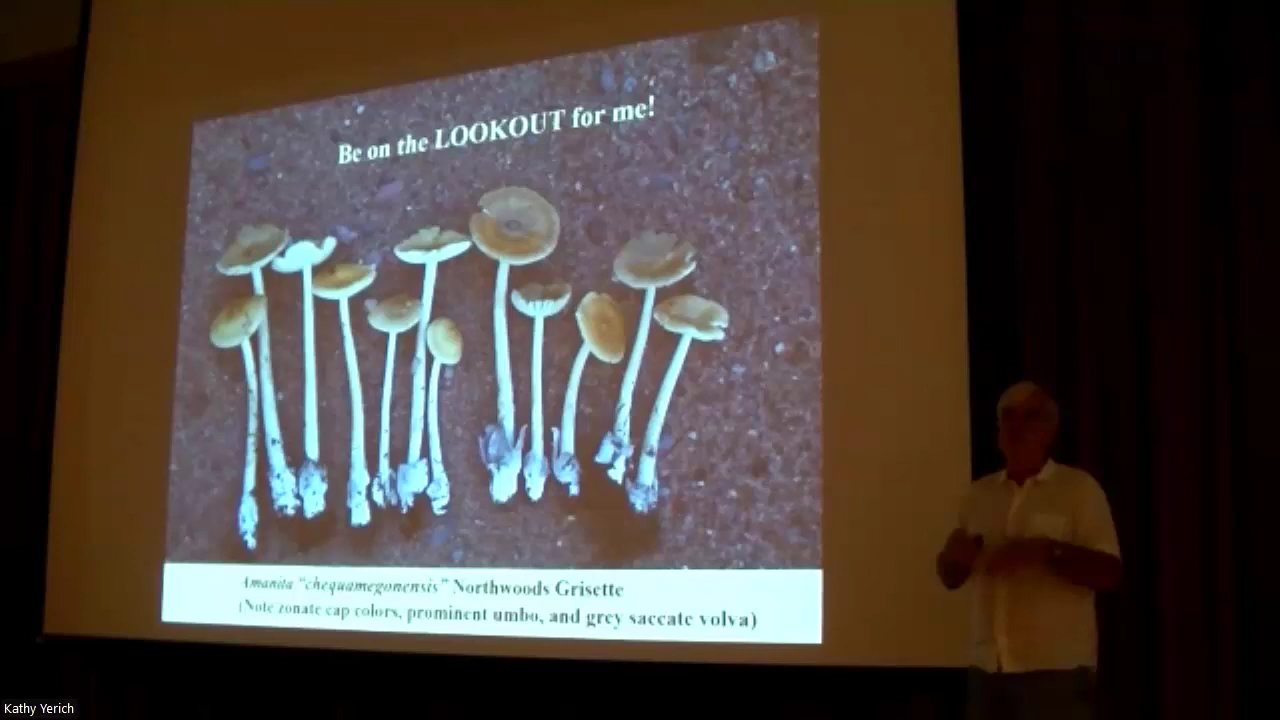 Be on the LOOKOUT for me!
Amanita "chequamegonensis" Northwoods Grisette
(Note zonate cap colors, prominent umbo, and grey saccate volva)
Kathy Yerich